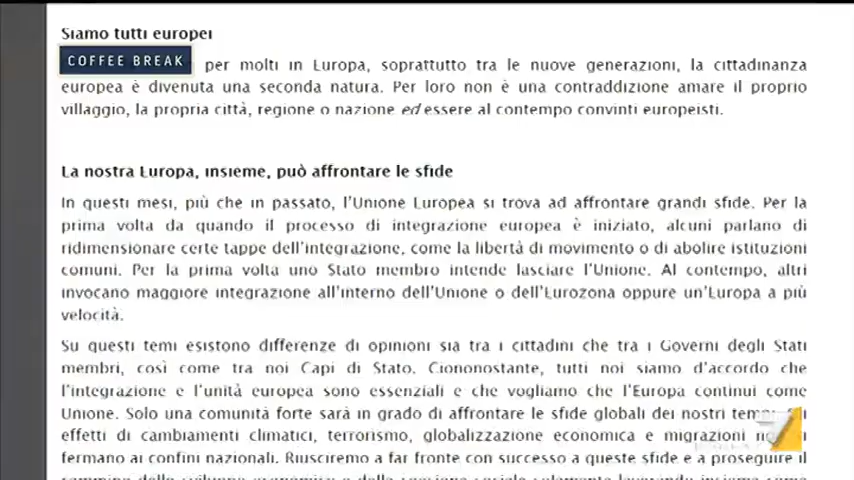 Siamo tutti europei
COFFEE BREAK per molti in Europa, soprattutto tra le nuove generazioni, la cittadinanza
europea è divenuta una seconda natura. Per loro non è una contraddizione amare il proprio
villaggio, la propria città, regione o nazione ed essere al contempo convinti europeisti.
La nostra Europa, insieme, può affrontare le sfide
In questi mesi, più che in passato, l'Unione Europea si trova ad affrontare grandi sfide. Per la
prima volta da quando il processo di integrazione europea è iniziato, alcuni parlano di
ridimensionare certe tappe dell'integrazione, come la libertà di movimento o di abolire istituzioni
comuni. Per la prima volta uno Stato membro intende lasciare l'Unione. Al contempo, altri
invocano maggiore integrazione all'interno dell'Unione o dell'Eurozona oppure un'Europa a più
velocità.
Su questi temi esistono differenze di opinioni sia tra i cittadini che tra i Governi degli Stati
membri, così come tra noi Capi di Stato. Ciononostante, tutti noi siamo d'accordo che
l'integrazione e l'unità europea sono essenziali e che vogliamo che l'Europa continui come
Unione. Solo una comunità forte sarà in grado di affrontare le sfide globali dei nostri
effetti di cambiamenti climatici, terrorismo, globalizzazione economica e migrazioni
fermano ai confini nazionali. Riusciremo a far fronte con successo a queste sfide e a proseguire il